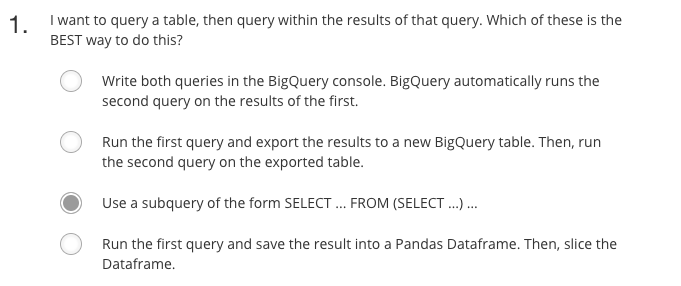 1. I want to query a table, then query within the results of that query. Which of these is the
BEST way to do this?
Write both queries in the BigQuery console. BigQuery automatically runs the
second query on the results of the first.
Run the first query and export the results to a new BigQuery table. Then, run
the second query on the exported table.
Use a subquery of the form SELECT ... FROM (SELECT ...) ...
Run the first query and save the result into a Pandas Dataframe. Then, slice the
Dataframe.